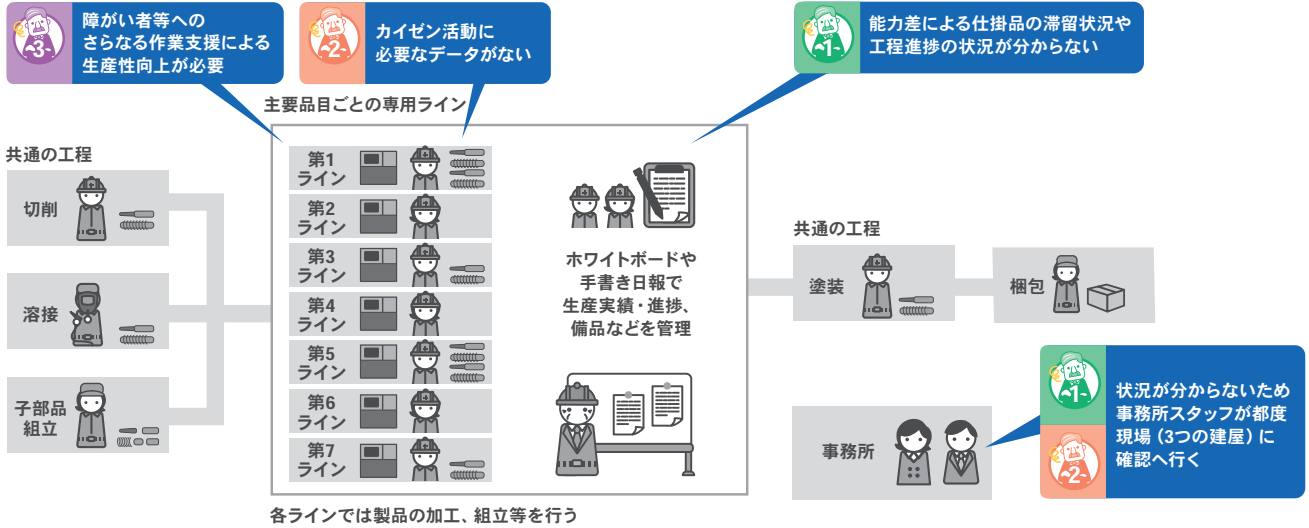 3
障がい者等への
さらなる作業支援による
生産性向上が必要
2
カイゼン活動に
必要なデータがない
1
能力差による仕掛品の滞留状況や
工程進捗の状況が分からない
主要品目ごとの専用ライン
共通の工程
切削
溶接
子部品
組立
第1
ライン
第2
ライン
第3
ライン
第4
ライン
第5
ライン
第6
ライン
第7
ライン
ホワイトボードや
手書き日報で
生産実績・進捗、
備品などを管理
共通の工程
塗装
梱包
事務所
1
2
状況が分からないため
事務所スタッフが都度
現場（3つの建屋）に
確認へ行く
各ラインでは製品の加工、組立等を行う